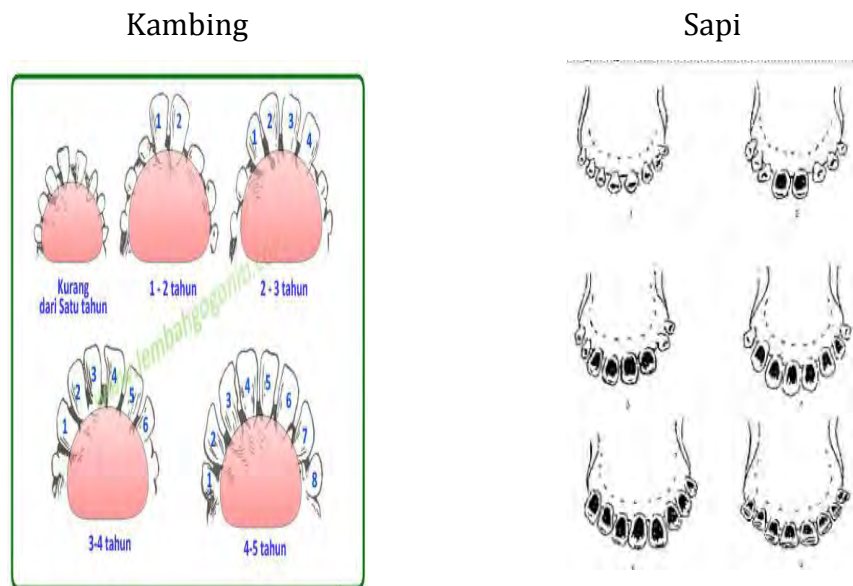 Kambing
Sapi
1 2
1 2 3 4
Kurang
dari Satu tahun
1 - 2 tahun
2 - 3 tahun
lembahgogoniti.co
1 2 3 4 5 6
1 2 3 4 5 6 7 8
3-4 tahun
4-5 tahun